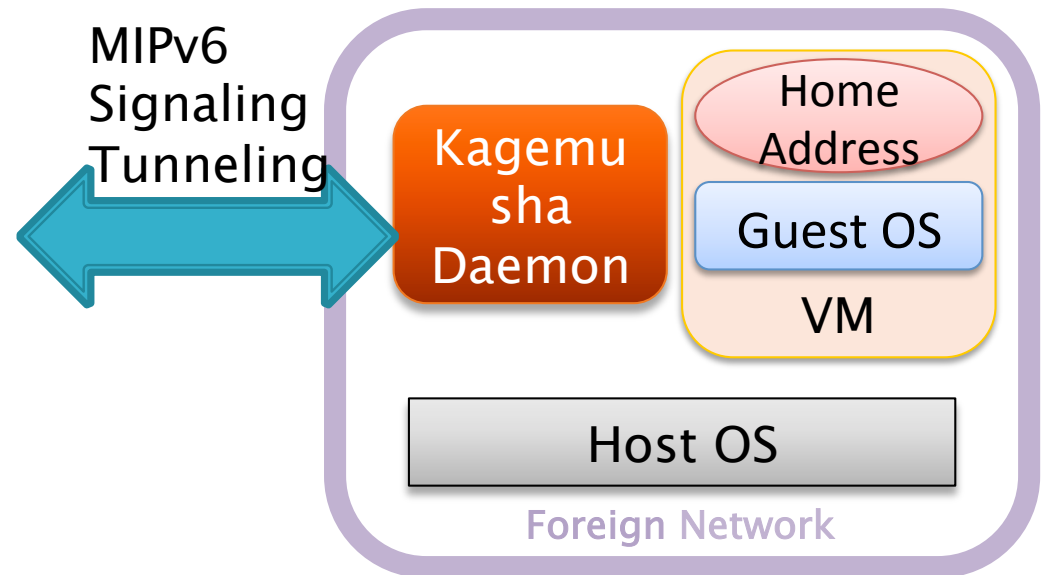 MIPv6
Signaling
Tunneling
Kagemu
sha
Daemon
Home
Address
Guest OS
VM
Host OS
Foreign Network